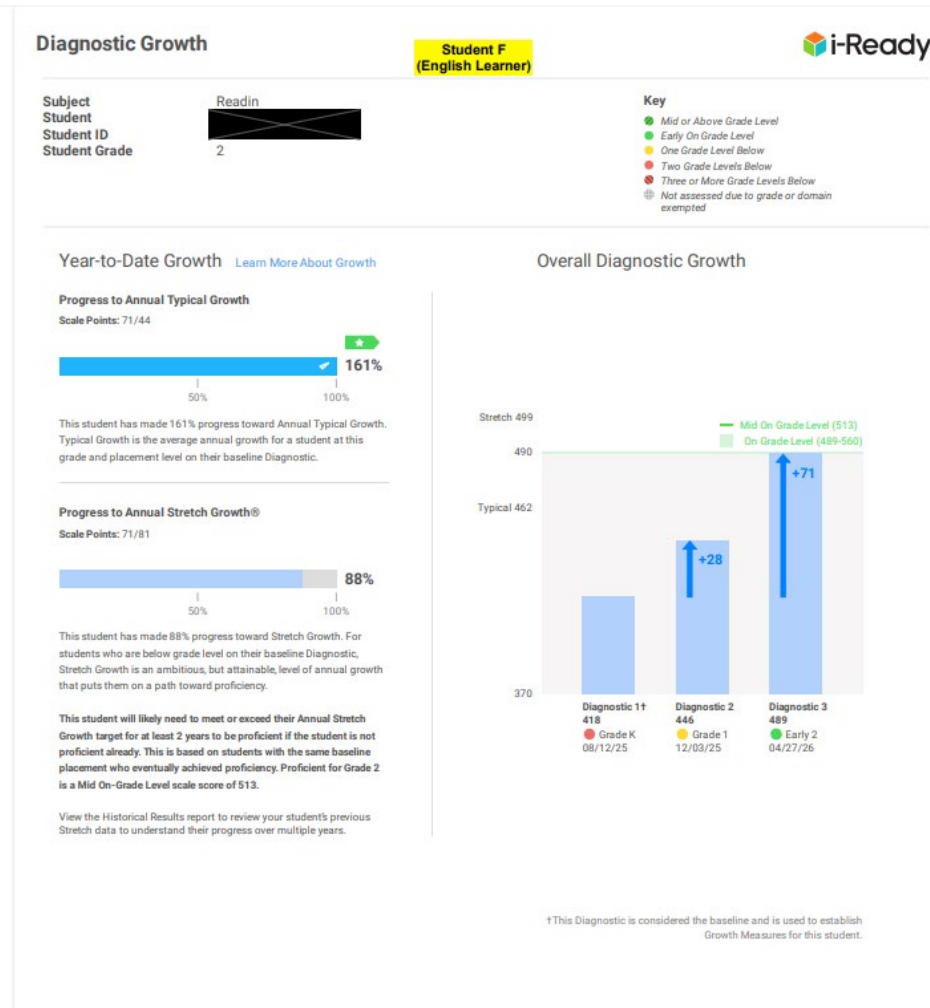 Diagnostic Growth
Student F
(English Learner)
i-Ready
Subject Readin
Student
Student ID
Student Grade 2
Key
Mid or Above Grade Level
Early On Grade Level
One Grade Level Below
Two Grade Levels Below
Three or More Grade Levels Below
Not assessed due to grade or domain
exempted
Year-to-Date Growth Learn More About Growth
Progress to Annual Typical Growth
Scale Points: 71/44
161%
50% 100%
This student has made 161% progress toward Annual Typical Growth.
Typical Growth is the average annual growth for a student at this
grade and placement level on their baseline Diagnostic.
Progress to Annual Stretch Growth®
Scale Points: 71/81
88%
50% 100%
This student has made 88% progress toward Stretch Growth. For
students who are below grade level on their baseline Diagnostic,
Stretch Growth is an ambitious, but attainable, level of annual growth
that puts them on a path toward proficiency.
This student will likely need to meet or exceed their Annual Stretch
Growth target for at least 2 years to be proficient if the student is not
proficient already. This is based on students with the same baseline
placement who eventually achieved proficiency. Proficient for Grade 2
is a Mid On-Grade Level scale score of 513.
View the Historical Results report to review your student's previous
Stretch data to understand their progress over multiple years.
Overall Diagnostic Growth
Stretch 499
Mid On Grade Level (513)
On Grade Level (489-560)
490
+71
Typical 462
+28
370
Diagnostic 1† Diagnostic 2 Diagnostic 3
418 446 489
Grade K Grade 1 Early 2
08/12/25 12/03/25 04/27/26
†This Diagnostic is considered the baseline and is used to establish
Growth Measures for this student.